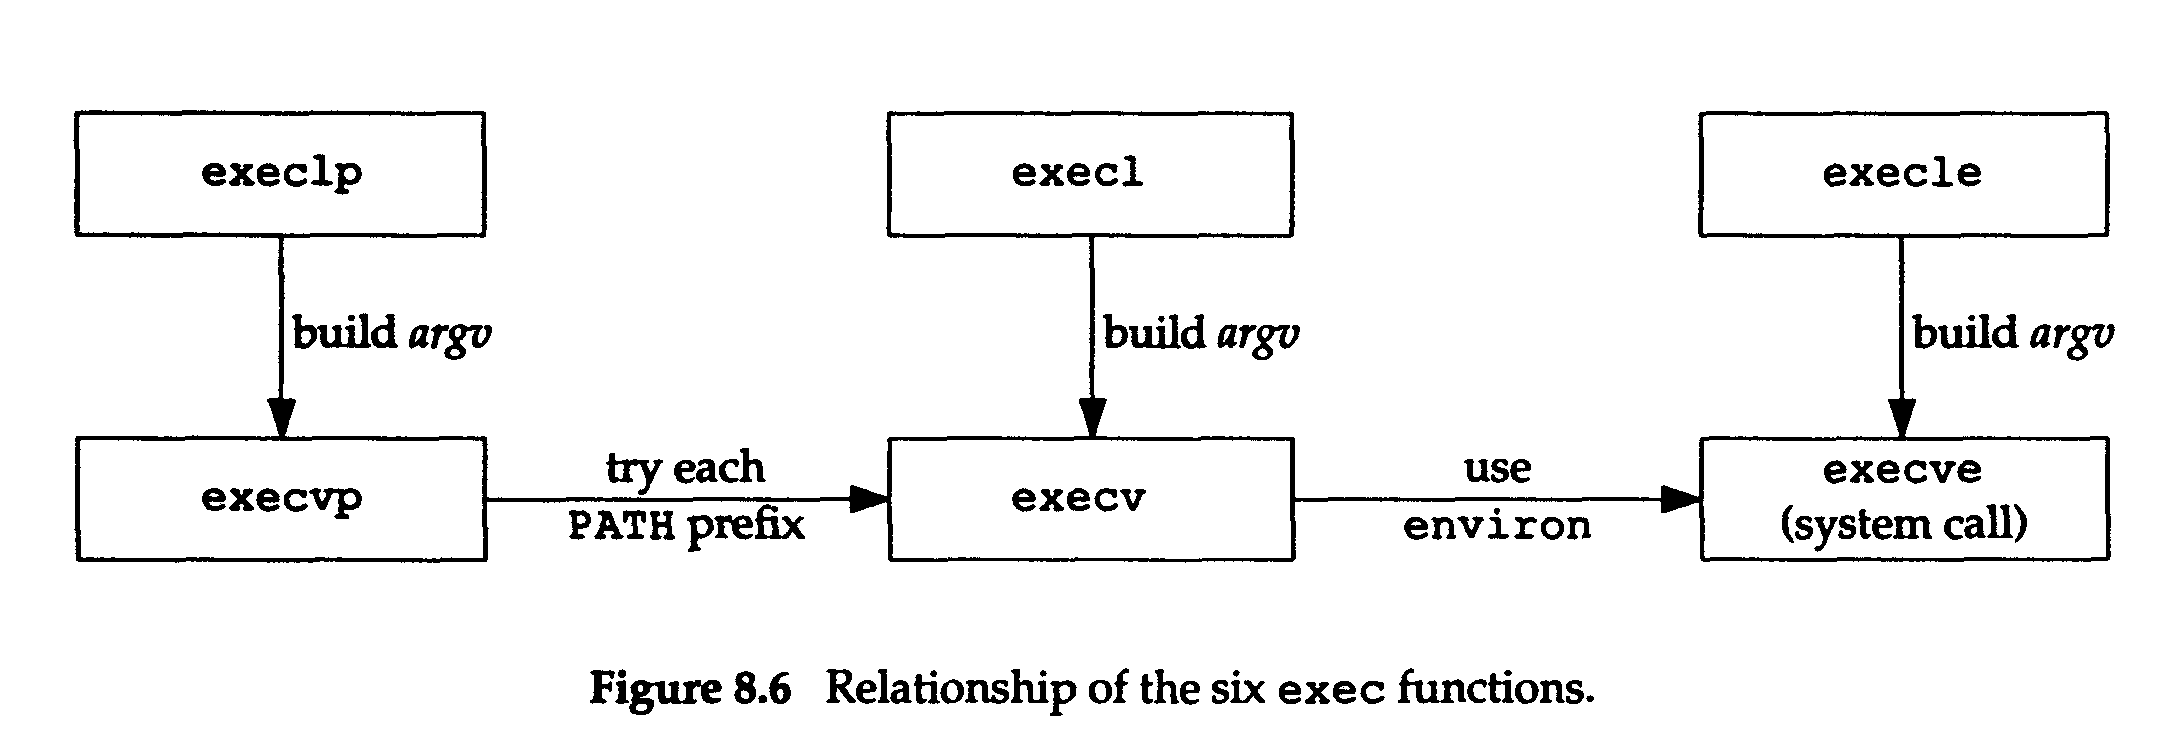 execlp
execl
execle
build argv
build argv
build argv
execvp
try each
PATH prefix
execv
use
environ
execve
(system call)
Figure 8.6 Relationship of the six exec functions.